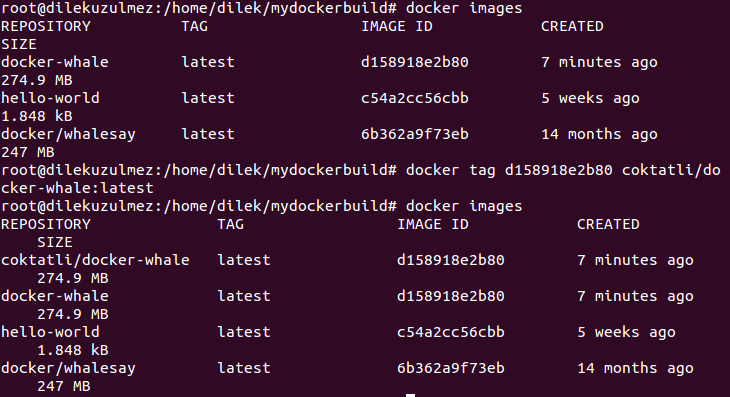 root@dilekuzulmez:/home/dilek/mydockerbuild# docker images
REPOSITORY TAG IMAGE ID CREATED
SIZE
docker-whale latest d158918e2b80 7 minutes ago
274.9 MB
hello-world latest c54a2cc56cbb 5 weeks ago
1.848 kB
docker/whalesay latest 6b362a9f73eb 14 months ago
247 MB
root@dilekuzulmez:/home/dilek/mydockerbuild# docker tag d158918e2b80 coktatli/do
cker-whale:latest
root@dilekuzulmez:/home/dilek/mydockerbuild# docker images
REPOSITORY TAG IMAGE ID CREATED
SIZE
coktatli/docker-whale latest d158918e2b80 7 minutes ago
274.9 MB
docker-whale latest d158918e2b80 7 minutes ago
274.9 MB
hello-world latest c54a2cc56cbb 5 weeks ago
1.848 kB
docker/whalesay latest 6b362a9f73eb 14 months ago
247 MB